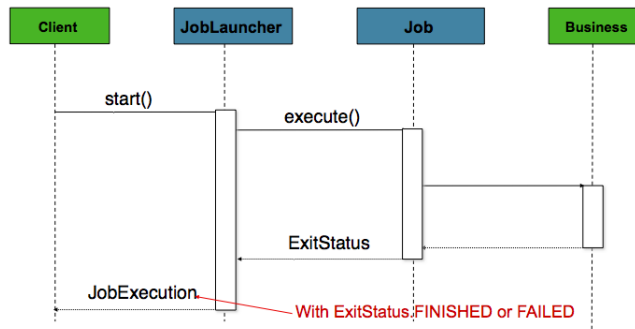 Client
JobLauncher
Job
Business
start()
execute()
ExitStatus
JobExecution
With ExitStatus.FINISHED or FAILED